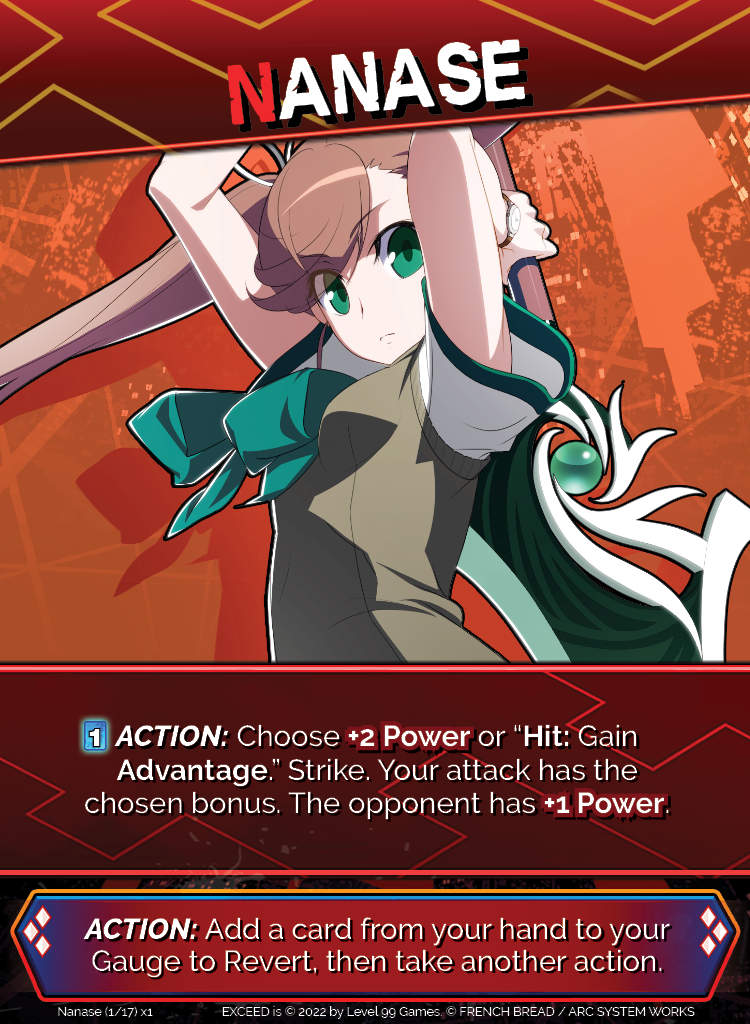 NANASE
1 ACTION: Choose +2 Power or “Hit: Gain
Advantage.” Strike. Your attack has the
chosen bonus. The opponent has +1 Power.
ACTION: Add a card from your hand to your
Gauge to Revert, then take another action.
Nanase (1/17) x1 EXCEED is © 2022 by Level 99 Games. © FRENCH BREAD / ARC SYSTEM WORKS